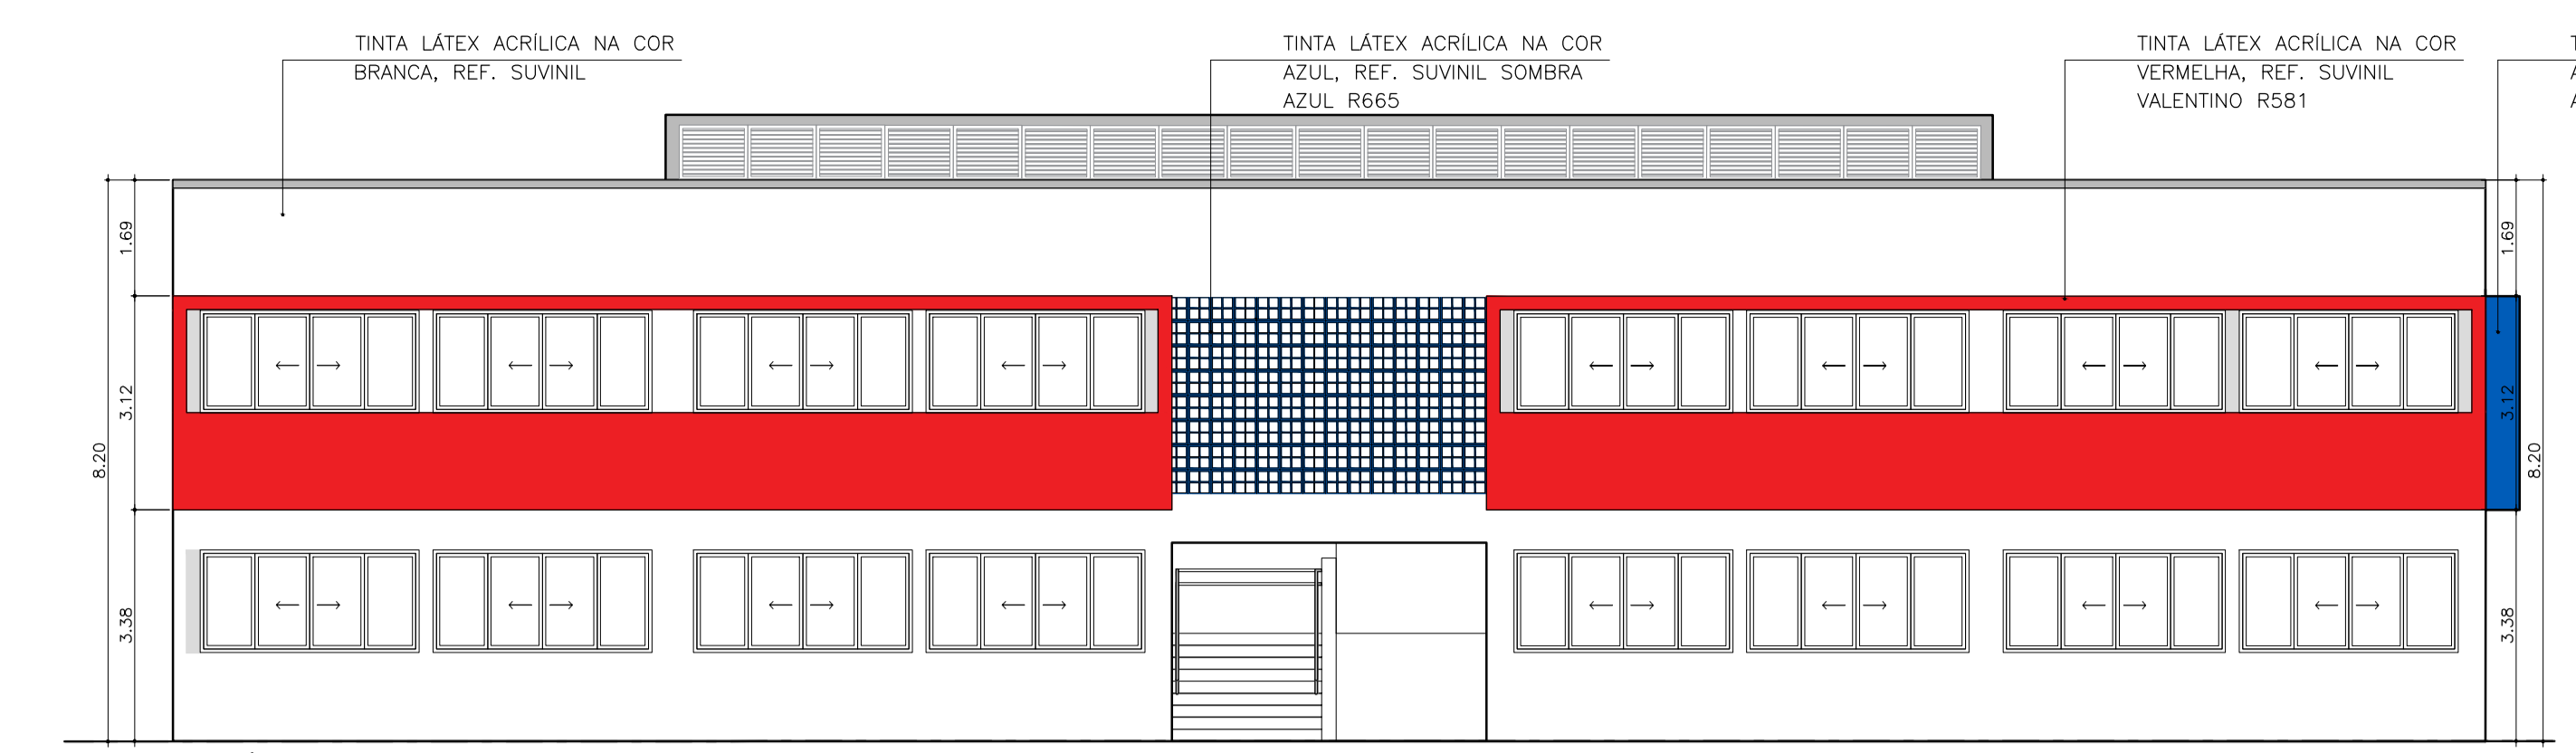 TINTA LÁTEX ACRÍLICA NA COR
BRANCA, REF. SUVINIL
TINTA LÁTEX ACRÍLICA NA COR
AZUL, REF. SUVINIL SOMBRA
AZUL R665
TINTA LÁTEX ACRÍLICA NA COR
VERMELHA, REF. SUVINIL
VALENTINO R581
1.69
3.12
8.20
3.38
1.69
3.12
8.20
3.38